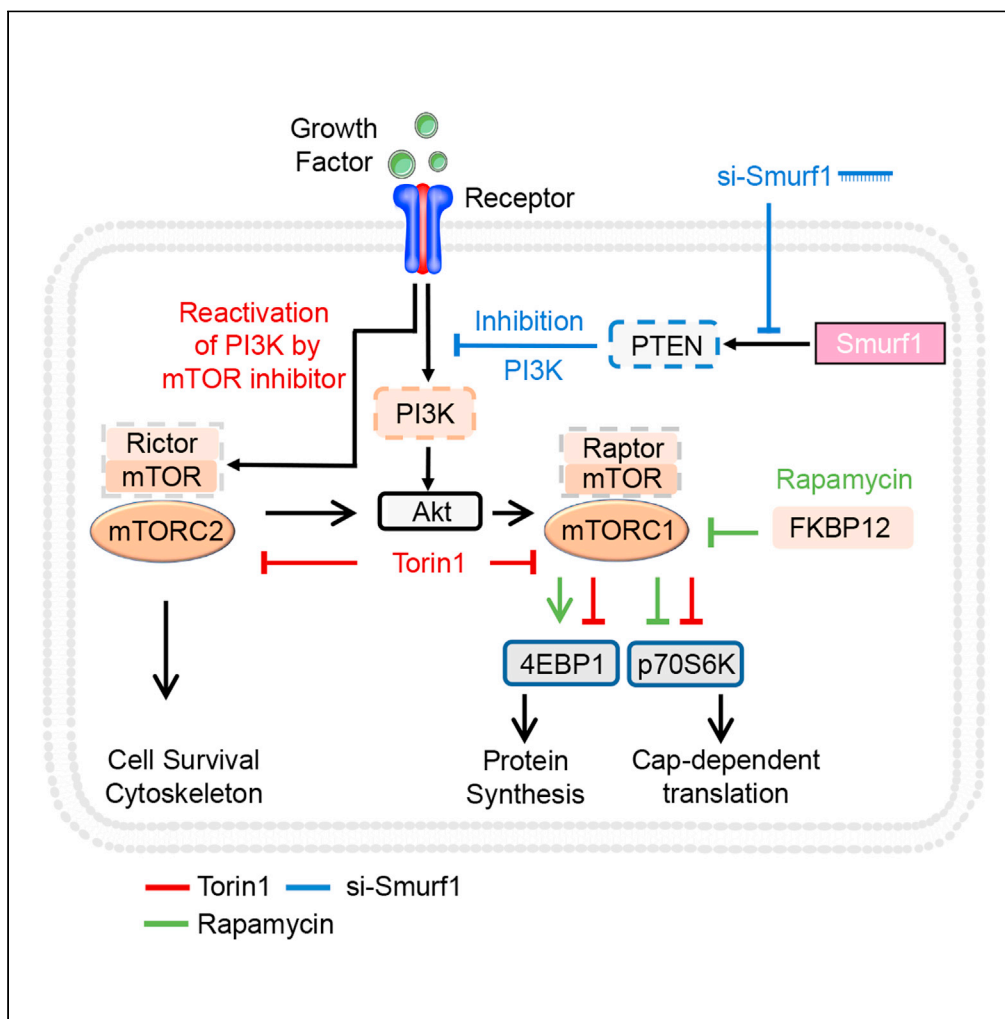 Growth
Factor
Receptor
si-Smurf1
Reactivation
of PI3K by
mTOR inhibitor
Inhibition
PI3K
PTEN
Smurf1
PI3K
Rictor
mTOR
mTORC2
Akt
Raptor
mTOR
mTORC1
Rapamycin
FKBP12
Torin1
4EBP1
p70S6K
Cell Survival
Cytoskeleton
Protein
Synthesis
Cap-dependent
translation
Torin1
si-Smurf1
Rapamycin